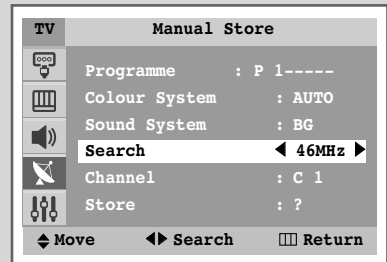 TV Manual Store
Programme : P 1-----
Colour System : AUTO
Sound System : BG
Search ◀ 46MHz ▶
Channel : C 1
Store : ?
Move Search Return